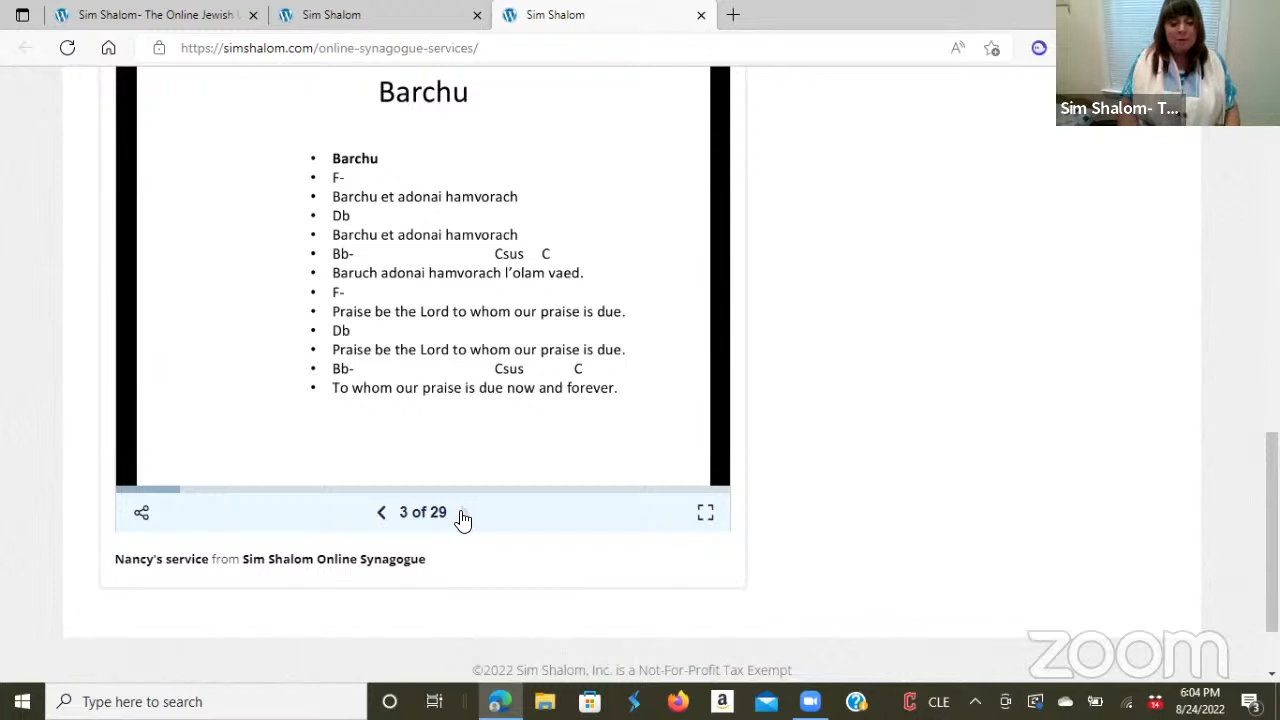 Sim Shalom - The Online Jewish
Sim Shalom
Sim Shalom
https://simshalom.com/online-synagogue-services/
Sim Shalom- T...
Barchu
• Barchu
• F-
• Barchu et adonai hamvorach
• Db
• Barchu et adonai hamvorach
• Bb- Csus C
• Baruch adonai hamvorach l’olam vaed.
• F-
• Praise be the Lord to whom our praise is due.
• Db
• Praise be the Lord to whom our praise is due.
• Bb- Csus C
• To whom our praise is due now and forever.
3 of 29
Nancy's service from Sim Shalom Online Synagogue
©2022 Sim Shalom, Inc. is a Not-For-Profit Tax Exempt
zoom
Type here to search
CLE
14
6:04 PM
8/24/2022
3